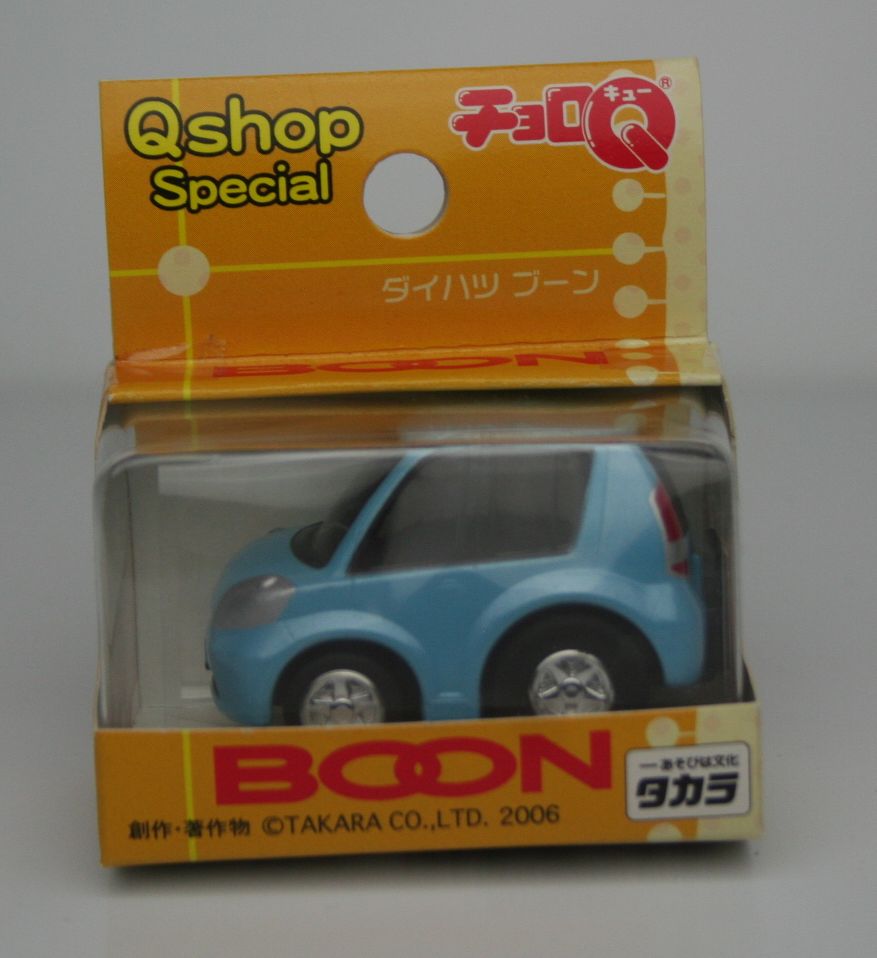 Qshop
Special
チョロQ
キュー
®
ダイハツ ブーン
BOON
BOON
あそびは文化
タカラ
創作・著作物 ©TAKARA CO.,LTD. 2006